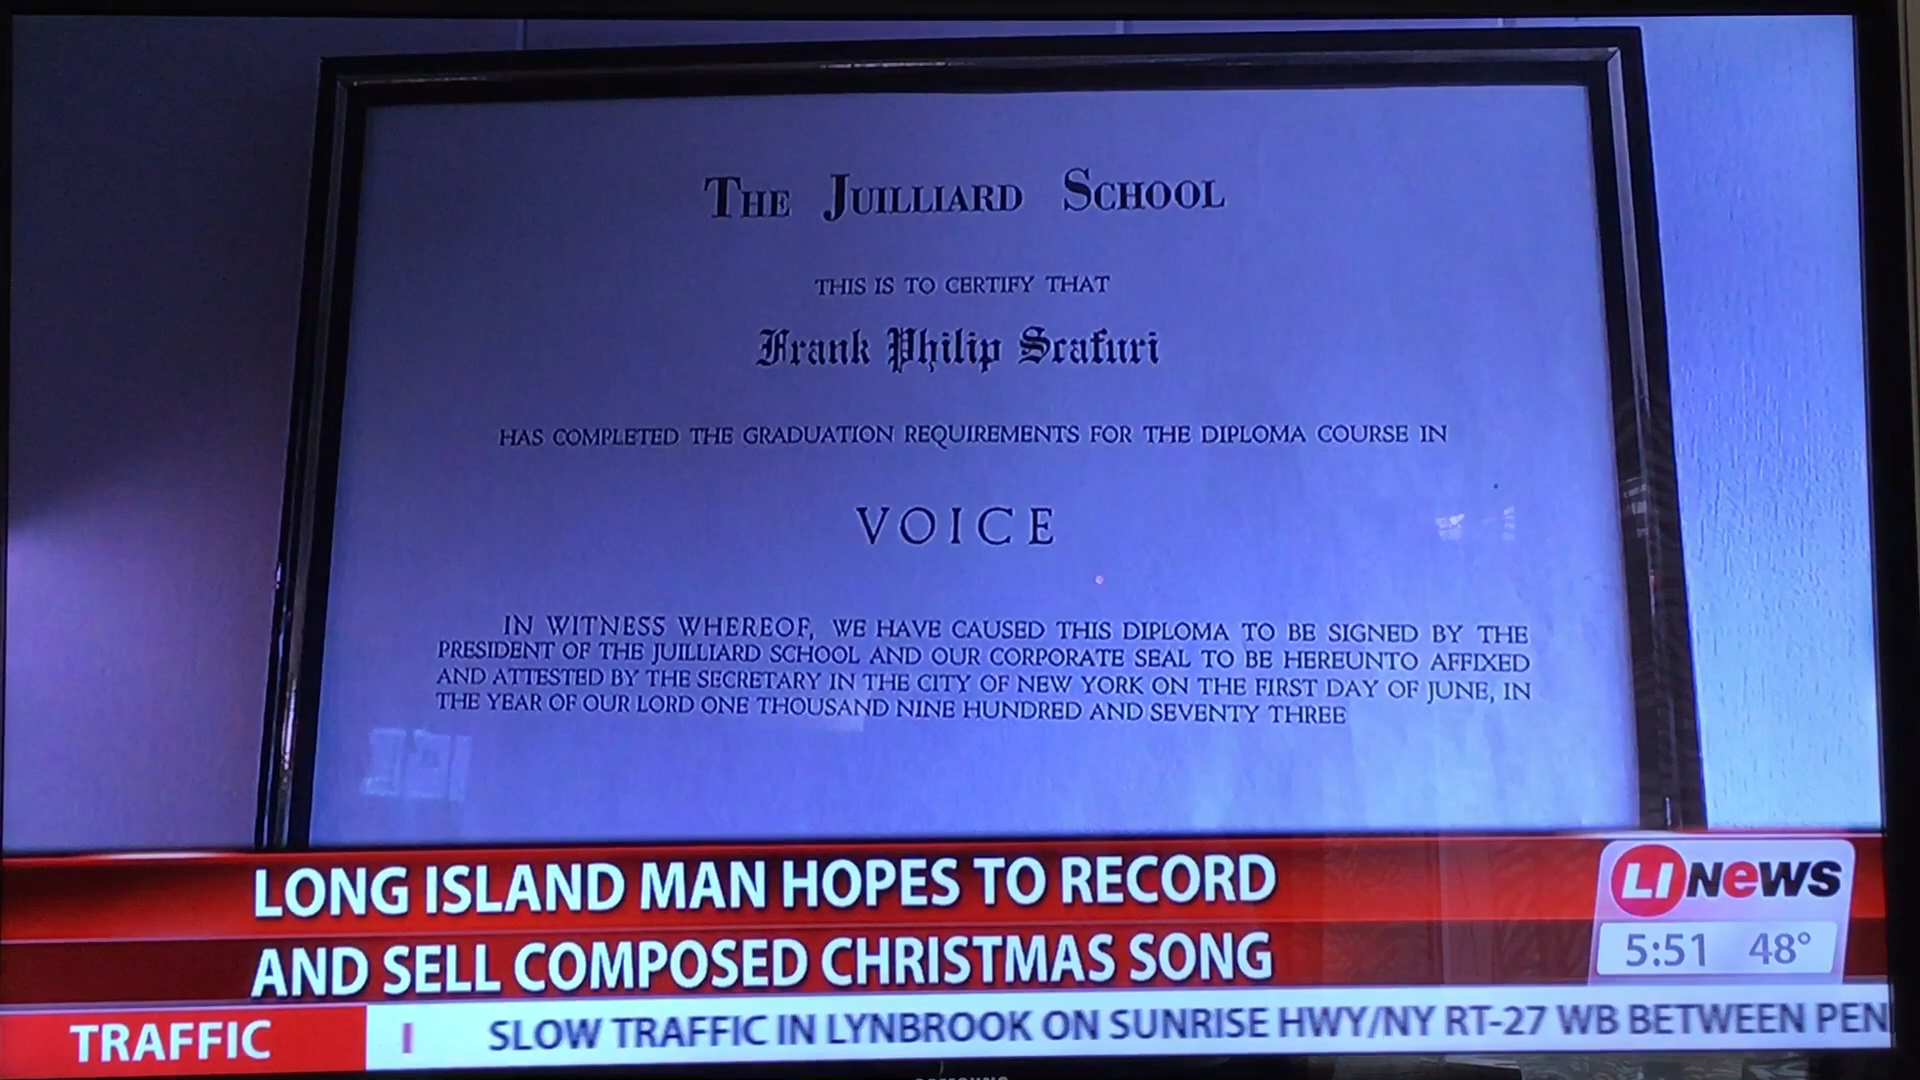 THE JUILLIARD SCHOOL
THIS IS TO CERTIFY THAT
Frank Philip Scafuri
HAS COMPLETED THE GRADUATION REQUIREMENTS FOR THE DIPLOMA COURSE IN
VOICE
IN WITNESS WHEREOF, WE HAVE CAUSED THIS DIPLOMA TO BE SIGNED BY THE
PRESIDENT OF THE JUILLIARD SCHOOL AND OUR CORPORATE SEAL TO BE HEREUNTO AFFIXED
AND ATTESTED BY THE SECRETARY IN THE CITY OF NEW YORK ON THE FIRST DAY OF JUNE, IN
THE YEAR OF OUR LORD ONE THOUSAND NINE HUNDRED AND SEVENTY THREE
LONG ISLAND MAN HOPES TO RECORD
AND SELL COMPOSED CHRISTMAS SONG
LI NeWS
5:51 48°
TRAFFIC SLOW TRAFFIC IN LYNBROOK ON SUNRISE HWY/NY RT-27 WB BETWEEN PEN